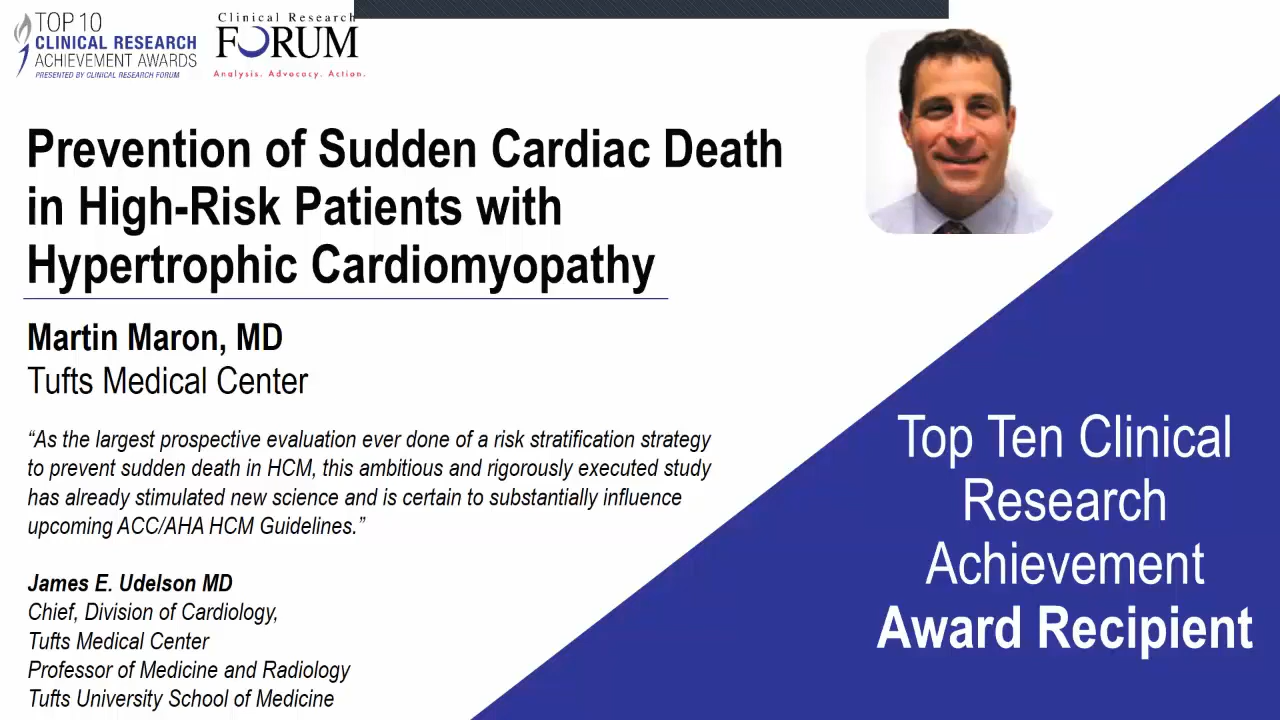 TOP 10
CLINICAL RESEARCH
ACHIEVEMENT AWARDS
PRESENTED BY CLINICAL RESEARCH FORUM
Clinical Research
FORUM
Analysis. Advocacy. Action.
Prevention of Sudden Cardiac Death
in High-Risk Patients with
Hypertrophic Cardiomyopathy
Martin Maron, MD
Tufts Medical Center
“As the largest prospective evaluation ever done of a risk stratification strategy
to prevent sudden death in HCM, this ambitious and rigorously executed study
has already stimulated new science and is certain to substantially influence
upcoming ACC/AHA HCM Guidelines.”
James E. Udelson MD
Chief, Division of Cardiology,
Tufts Medical Center
Professor of Medicine and Radiology
Tufts University School of Medicine
Top Ten Clinical
Research
Achievement
Award Recipient